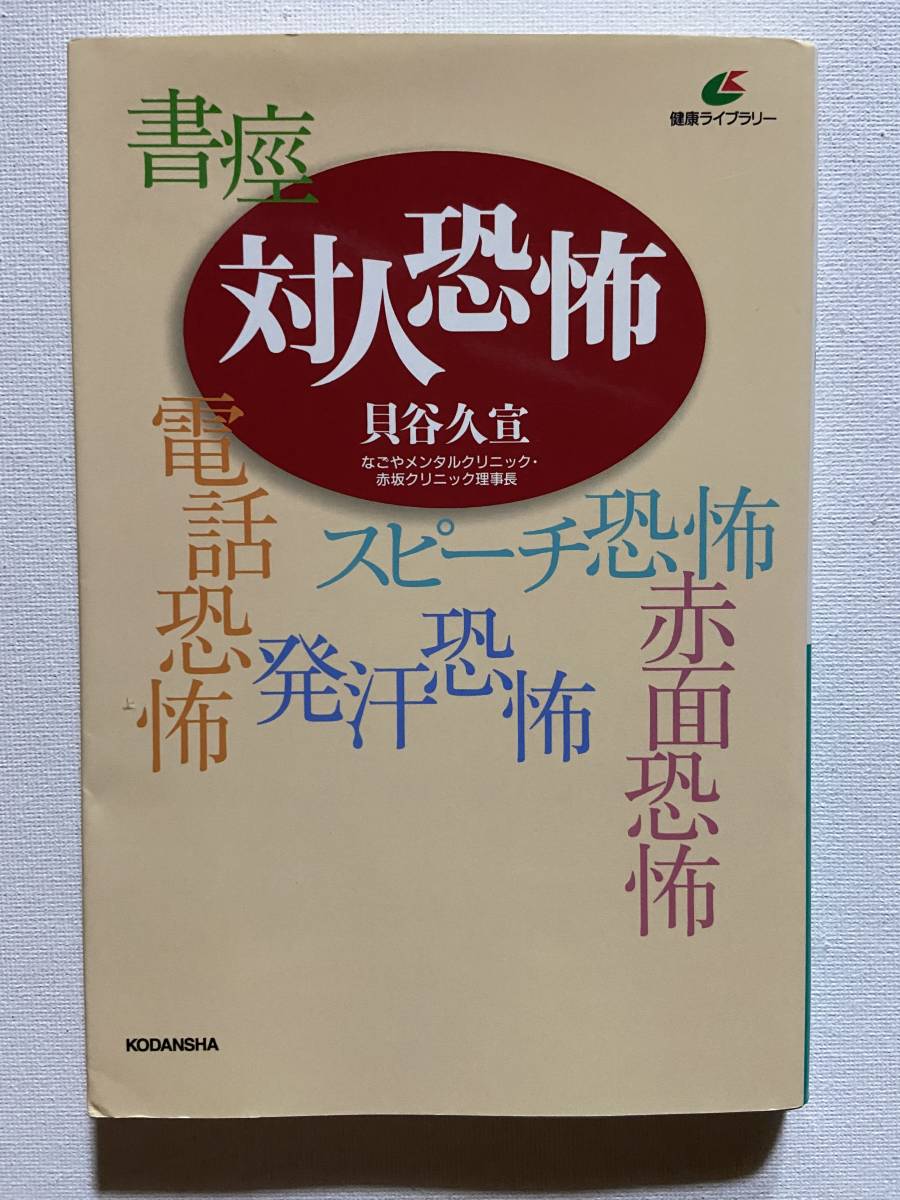 健康ライブラリー
書痙
対人恐怖
貝谷久宣
なごやメンタルクリニック・
赤坂クリニック理事長
電話恐怖
スピーチ恐怖
発汗恐怖
赤面恐怖
KODANSHA